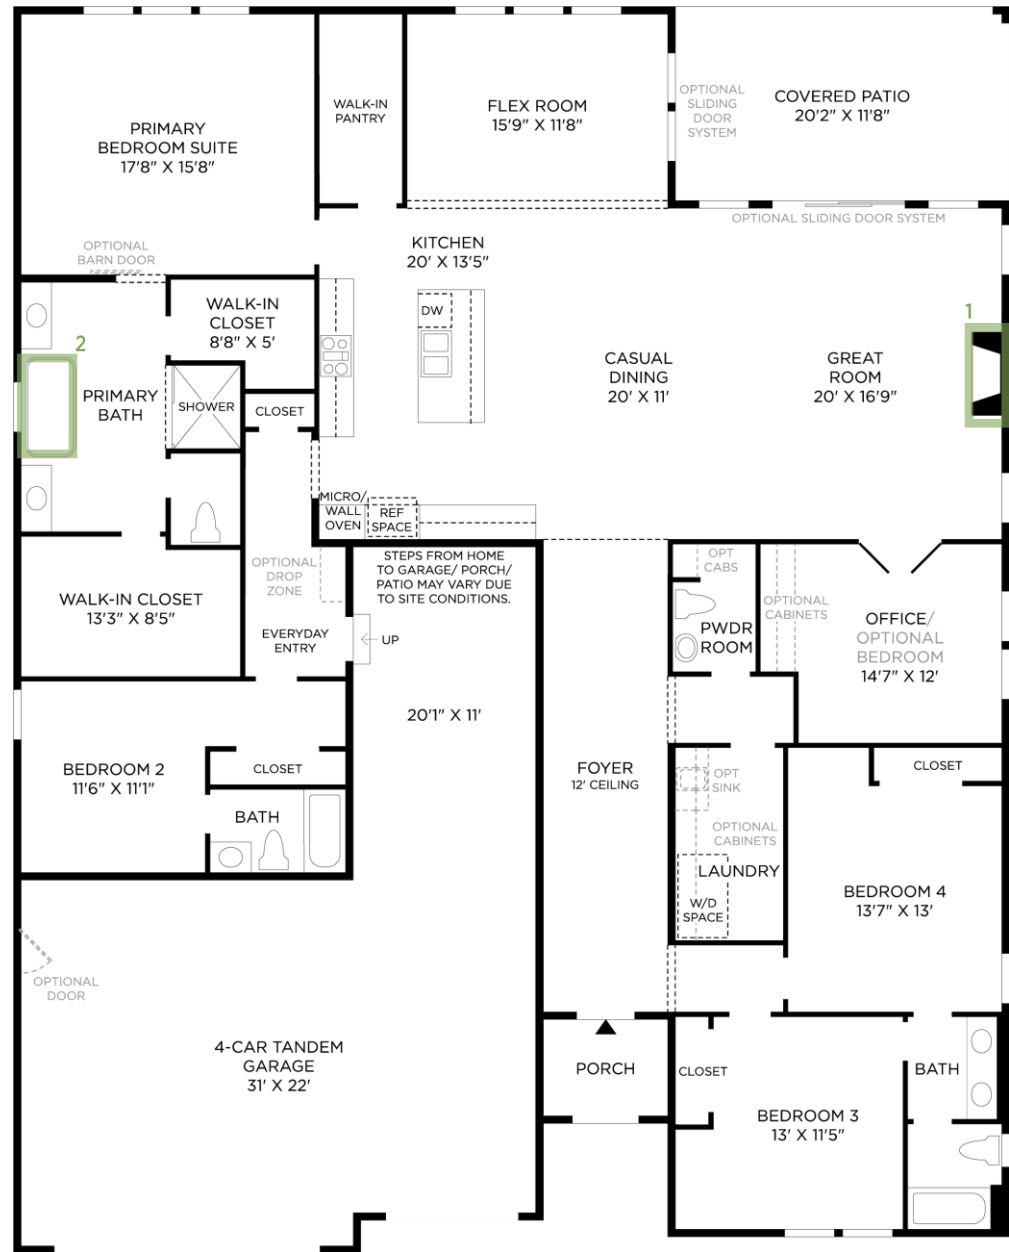 PRIMARY
BEDROOM SUITE
17'8" X 15'8"
WALK-IN
PANTRY
FLEX ROOM
15'9" X 11'8"
OPTIONAL
SLIDING
DOOR
SYSTEM
COVERED PATIO
20'2" X 11'8"
OPTIONAL SLIDING DOOR SYSTEM
OPTIONAL
BARN DOOR
KITCHEN
20' X 13'5"
WALK-IN
CLOSET
8'8" X 5'
DW
1
2
CASUAL
DINING
20' X 11'
GREAT
ROOM
20' X 16'9"
PRIMARY
BATH
SHOWER
CLOSET
MICRO/
WALL
OVEN
REF
SPACE
STEPS FROM HOME
TO GARAGE/ PORCH/
PATIO MAY VARY DUE
TO SITE CONDITIONS.
OPTIONAL
DROP
ZONE
WALK-IN CLOSET
13'3" X 8'5"
EVERYDAY
ENTRY
UP
OPT
CABS
PWDR
ROOM
OPTIONAL
CABINETS
OFFICE/
OPTIONAL
BEDROOM
14'7" X 12'
20'1" X 11'
BEDROOM 2
11'6" X 11'1"
CLOSET
BATH
FOYER
12' CEILING
OPT
SINK
OPTIONAL
CABINETS
LAUNDRY
W/D
SPACE
CLOSET
BEDROOM 4
13'7" X 13'
OPTIONAL
DOOR
4-CAR TANDEM
GARAGE
31' X 22'
PORCH
CLOSET
BEDROOM 3
13' X 11'5"
BATH